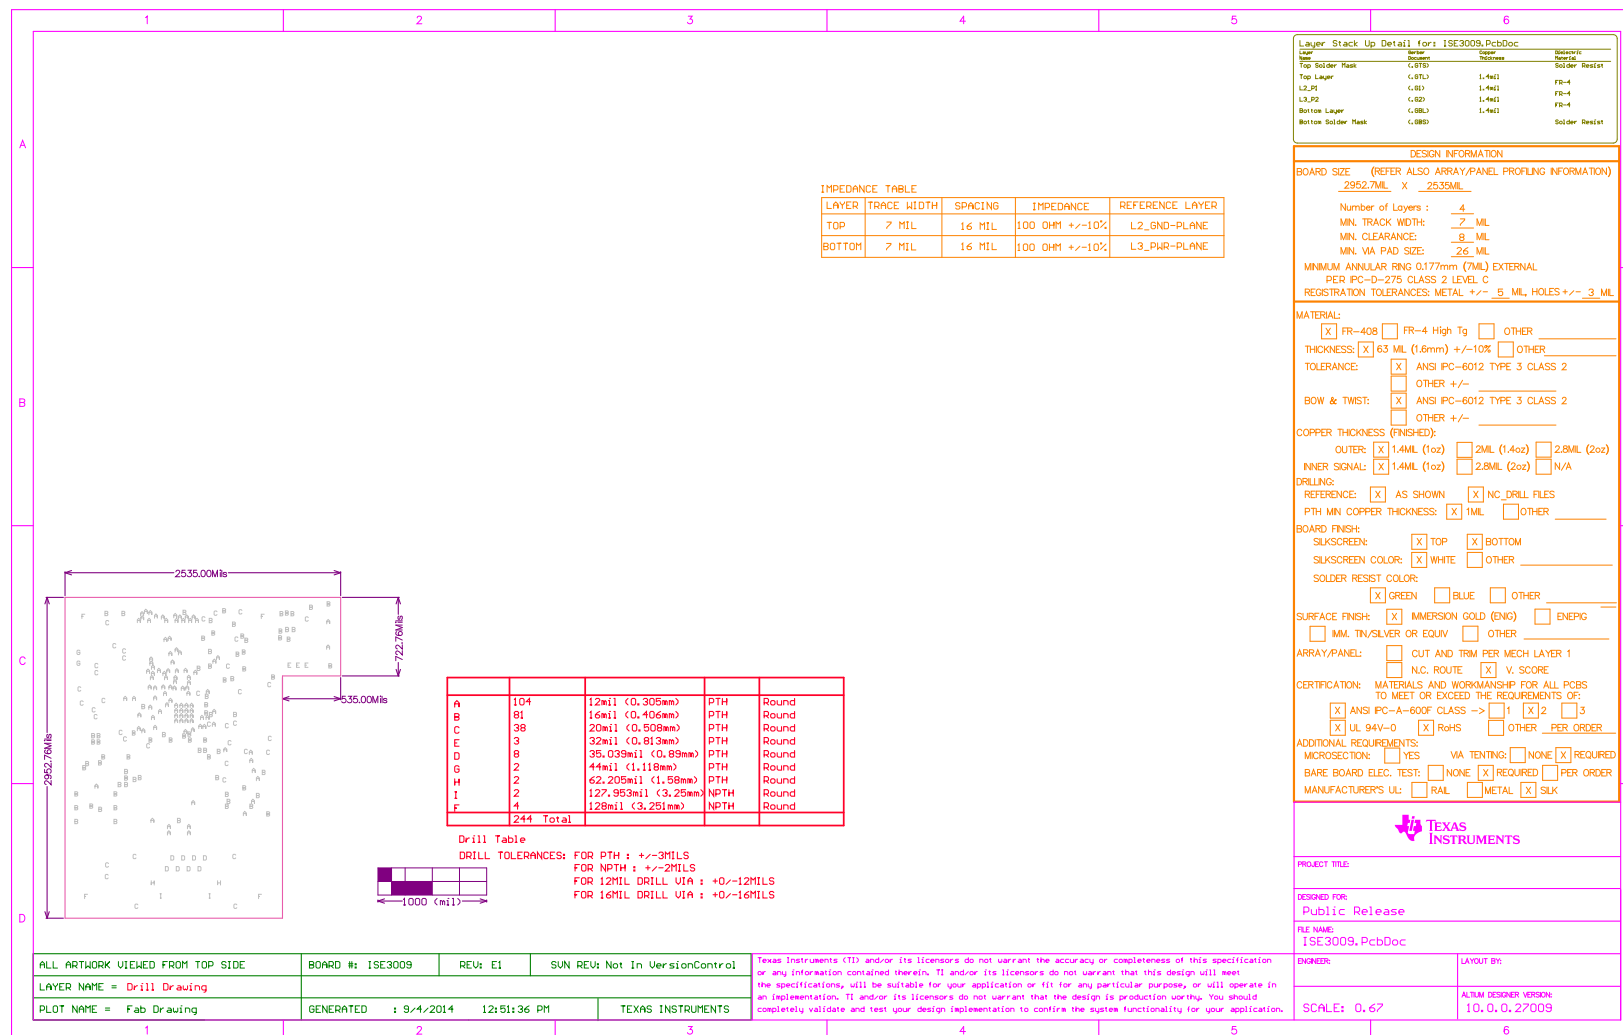 1 2 3 4 5 6
A
B
C
D
Layer Stack Up Detail for: ISE3009.PcbDoc
Layer Name Gerber Document Copper Thickness Dielectric Material
Top Solder Mask (.GTS) Solder Resist
Top Layer (.GTL) 1.4mil
FR-4
L2_P1 (.G1) 1.4mil
FR-4
L3_P2 (.G2) 1.4mil
FR-4
Bottom Layer (.GBL) 1.4mil
Bottom Solder Mask (.GBS) Solder Resist
DESIGN INFORMATION
BOARD SIZE (REFER ALSO ARRAY/PANEL PROFILING INFORMATION)
2952.7MIL X 2535MIL
Number of Layers : 4
MIN. TRACK WIDTH: 7 MIL
MIN. CLEARANCE: 8 MIL
MIN. VIA PAD SIZE: 26 MIL
MINIMUM ANNULAR RING 0.177mm (7MIL) EXTERNAL
PER IPC-D-275 CLASS 2 LEVEL C
REGISTRATION TOLERANCES: METAL +/- 5 MIL, HOLES +/- 3 MIL
MATERIAL:
X FR-408 FR-4 High Tg OTHER
THICKNESS: X 63 MIL (1.6mm) +/-10% OTHER
TOLERANCE: X ANSI IPC-6012 TYPE 3 CLASS 2
OTHER +/-
BOW & TWIST: X ANSI IPC-6012 TYPE 3 CLASS 2
OTHER +/-
COPPER THICKNESS (FINISHED):
OUTER: X 1.4MIL (1oz) 2MIL (1.4oz) 2.8MIL (2oz)
INNER SIGNAL: X 1.4MIL (1oz) 2.8MIL (2oz) N/A
DRILLING:
REFERENCE: X AS SHOWN X NC_DRILL FILES
PTH MIN COPPER THICKNESS: X 1MIL OTHER
BOARD FINISH:
SILKSCREEN: X TOP X BOTTOM
SILKSCREEN COLOR: X WHITE OTHER
SOLDER RESIST COLOR:
X GREEN BLUE OTHER
SURFACE FINISH: X IMMERSION GOLD (ENIG) ENEPIG
IMM. TIN/SILVER OR EQUIV OTHER
ARRAY/PANEL: CUT AND TRIM PER MECH LAYER 1
N.C. ROUTE X V. SCORE
CERTIFICATION: MATERIALS AND WORKMANSHIP FOR ALL PCBS
TO MEET OR EXCEED THE REQUIREMENTS OF:
X ANSI IPC-A-600F CLASS -> 1 X 2 3
X UL 94V-0 X RoHS OTHER PER ORDER
ADDITIONAL REQUIREMENTS:
MICROSECTION: YES VIA TENTING: NONE X REQUIRED
BARE BOARD ELEC. TEST: NONE X REQUIRED PER ORDER
MANUFACTURER'S UL: RAIL METAL X SILK
IMPEDANCE TABLE
LAYER TRACE WIDTH SPACING IMPEDANCE REFERENCE LAYER
TOP 7 MIL 16 MIL 100 OHM +/-10% L2_GND-PLANE
BOTTOM 7 MIL 16 MIL 100 OHM +/-10% L3_PWR-PLANE
2535.00Mils
722.76Mils
535.00Mils
2952.76Mils
A 104 12mil (0.305mm) PTH Round
B 81 16mil (0.406mm) PTH Round
C 38 20mil (0.508mm) PTH Round
E 3 32mil (0.813mm) PTH Round
D 8 35.039mil (0.89mm) PTH Round
G 2 44mil (1.118mm) PTH Round
H 2 62.205mil (1.58mm) PTH Round
I 2 127.953mil (3.25mm) NPTH Round
F 4 128mil (3.251mm) NPTH Round
244 Total
Drill Table
DRILL TOLERANCES: FOR PTH : +/-3MILS
FOR NPTH : +/-2MILS
FOR 12MIL DRILL VIA : +0/-12MILS
FOR 16MIL DRILL VIA : +0/-16MILS
1000 (mil)
TEXAS
INSTRUMENTS
PROJECT TITLE:
DESIGNED FOR:
Public Release
FILE NAME:
ISE3009.PcbDoc
ENGINEER: LAYOUT BY:
SCALE: 0.67
ALTIUM DESIGNER VERSION:
10.0.0.27009
ALL ARTWORK VIEWED FROM TOP SIDE BOARD #: ISE3009 REV: E1 SVN REV: Not In VersionControl
LAYER NAME = Drill Drawing
PLOT NAME = Fab Drawing GENERATED : 9/4/2014 12:51:36 PM TEXAS INSTRUMENTS
Texas Instruments (TI) and/or its licensors do not warrant the accuracy or completeness of this specification
or any information contained therein. TI and/or its licensors do not warrant that this design will meet
the specifications, will be suitable for your application or fit for any particular purpose, or will operate in
an implementation. TI and/or its licensors do not warrant that the design is production worthy. You should
completely validate and test your design implementation to confirm the system functionality for your application.
1 2 3 4 5 6